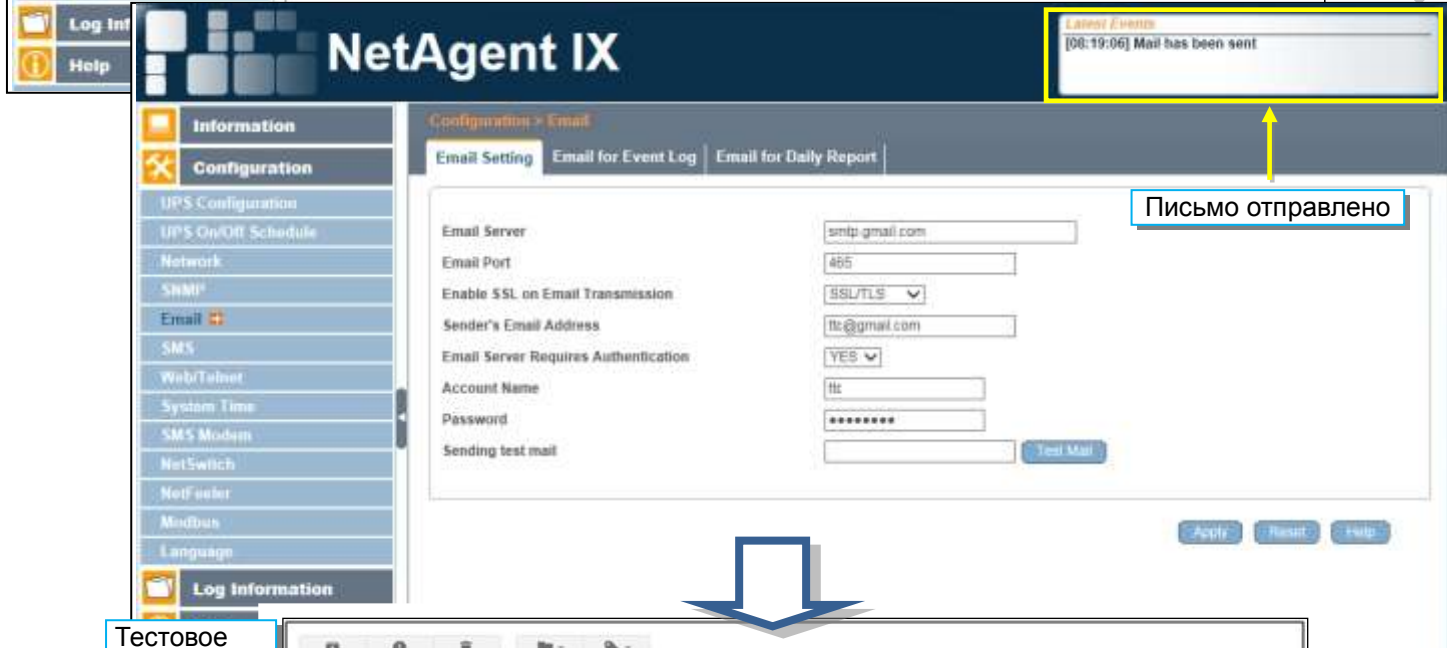 Log Inf
Help
NetAgent IX
Latest Events
[08:19:06] Mail has been sent
Information
Configuration
UPS Configuration
UPS On/Off Schedule
Network
SNMP
Email
SMS
Web/Telnet
System Time
SMS Modem
NetSwitch
NetFeeler
Modbus
Language
Log Information
Configuration > Email
Email Setting
Email for Event Log
Email for Daily Report
Письмо отправлено
Email Server
smtp.gmail.com
Email Port
465
Enable SSL on Email Transmission
SSL/TLS
Sender's Email Address
ttc@gmail.com
Email Server Requires Authentication
YES
Account Name
ttc
Password
Sending test mail
Test Mail
Apply
Reset
Help
Тестовое